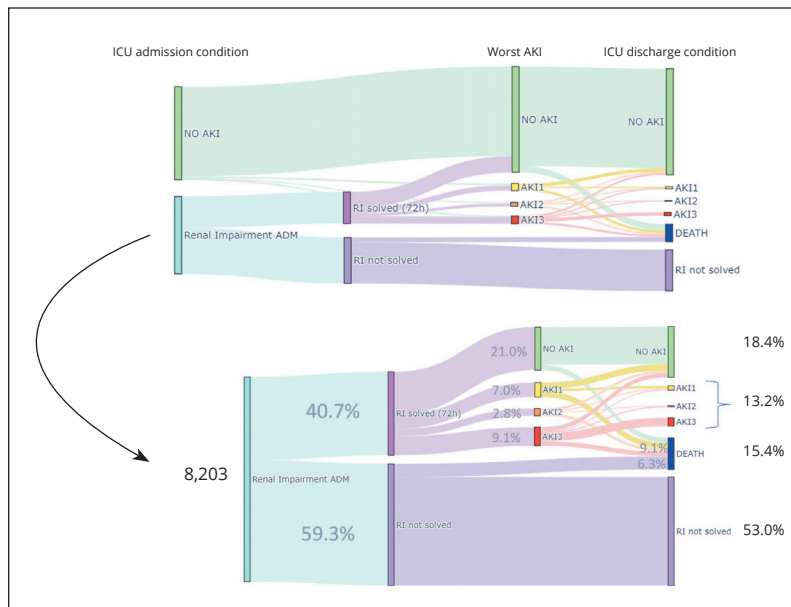 ICU admission condition
Worst AKI
ICU discharge condition
NO AKI
NO AKI
NO AKI
RI solved (72h)
AKI1
AKI2
AKI3
AKI1
AKI2
AKI3
Renal Impairment ADM
DEATH
RI not solved
RI not solved
21.0%
NO AKI
NO AKI
18.4%
40.7%
RI solved (72h)
7.0%
AKI1
AKI1
2.8%
AKI2
AKI2
13.2%
9.1%
AKI3
AKI3
9.1%
DEATH
15.4%
6.3%
8,203
Renal Impairment ADM
59.3%
RI not solved
RI not solved
53.0%